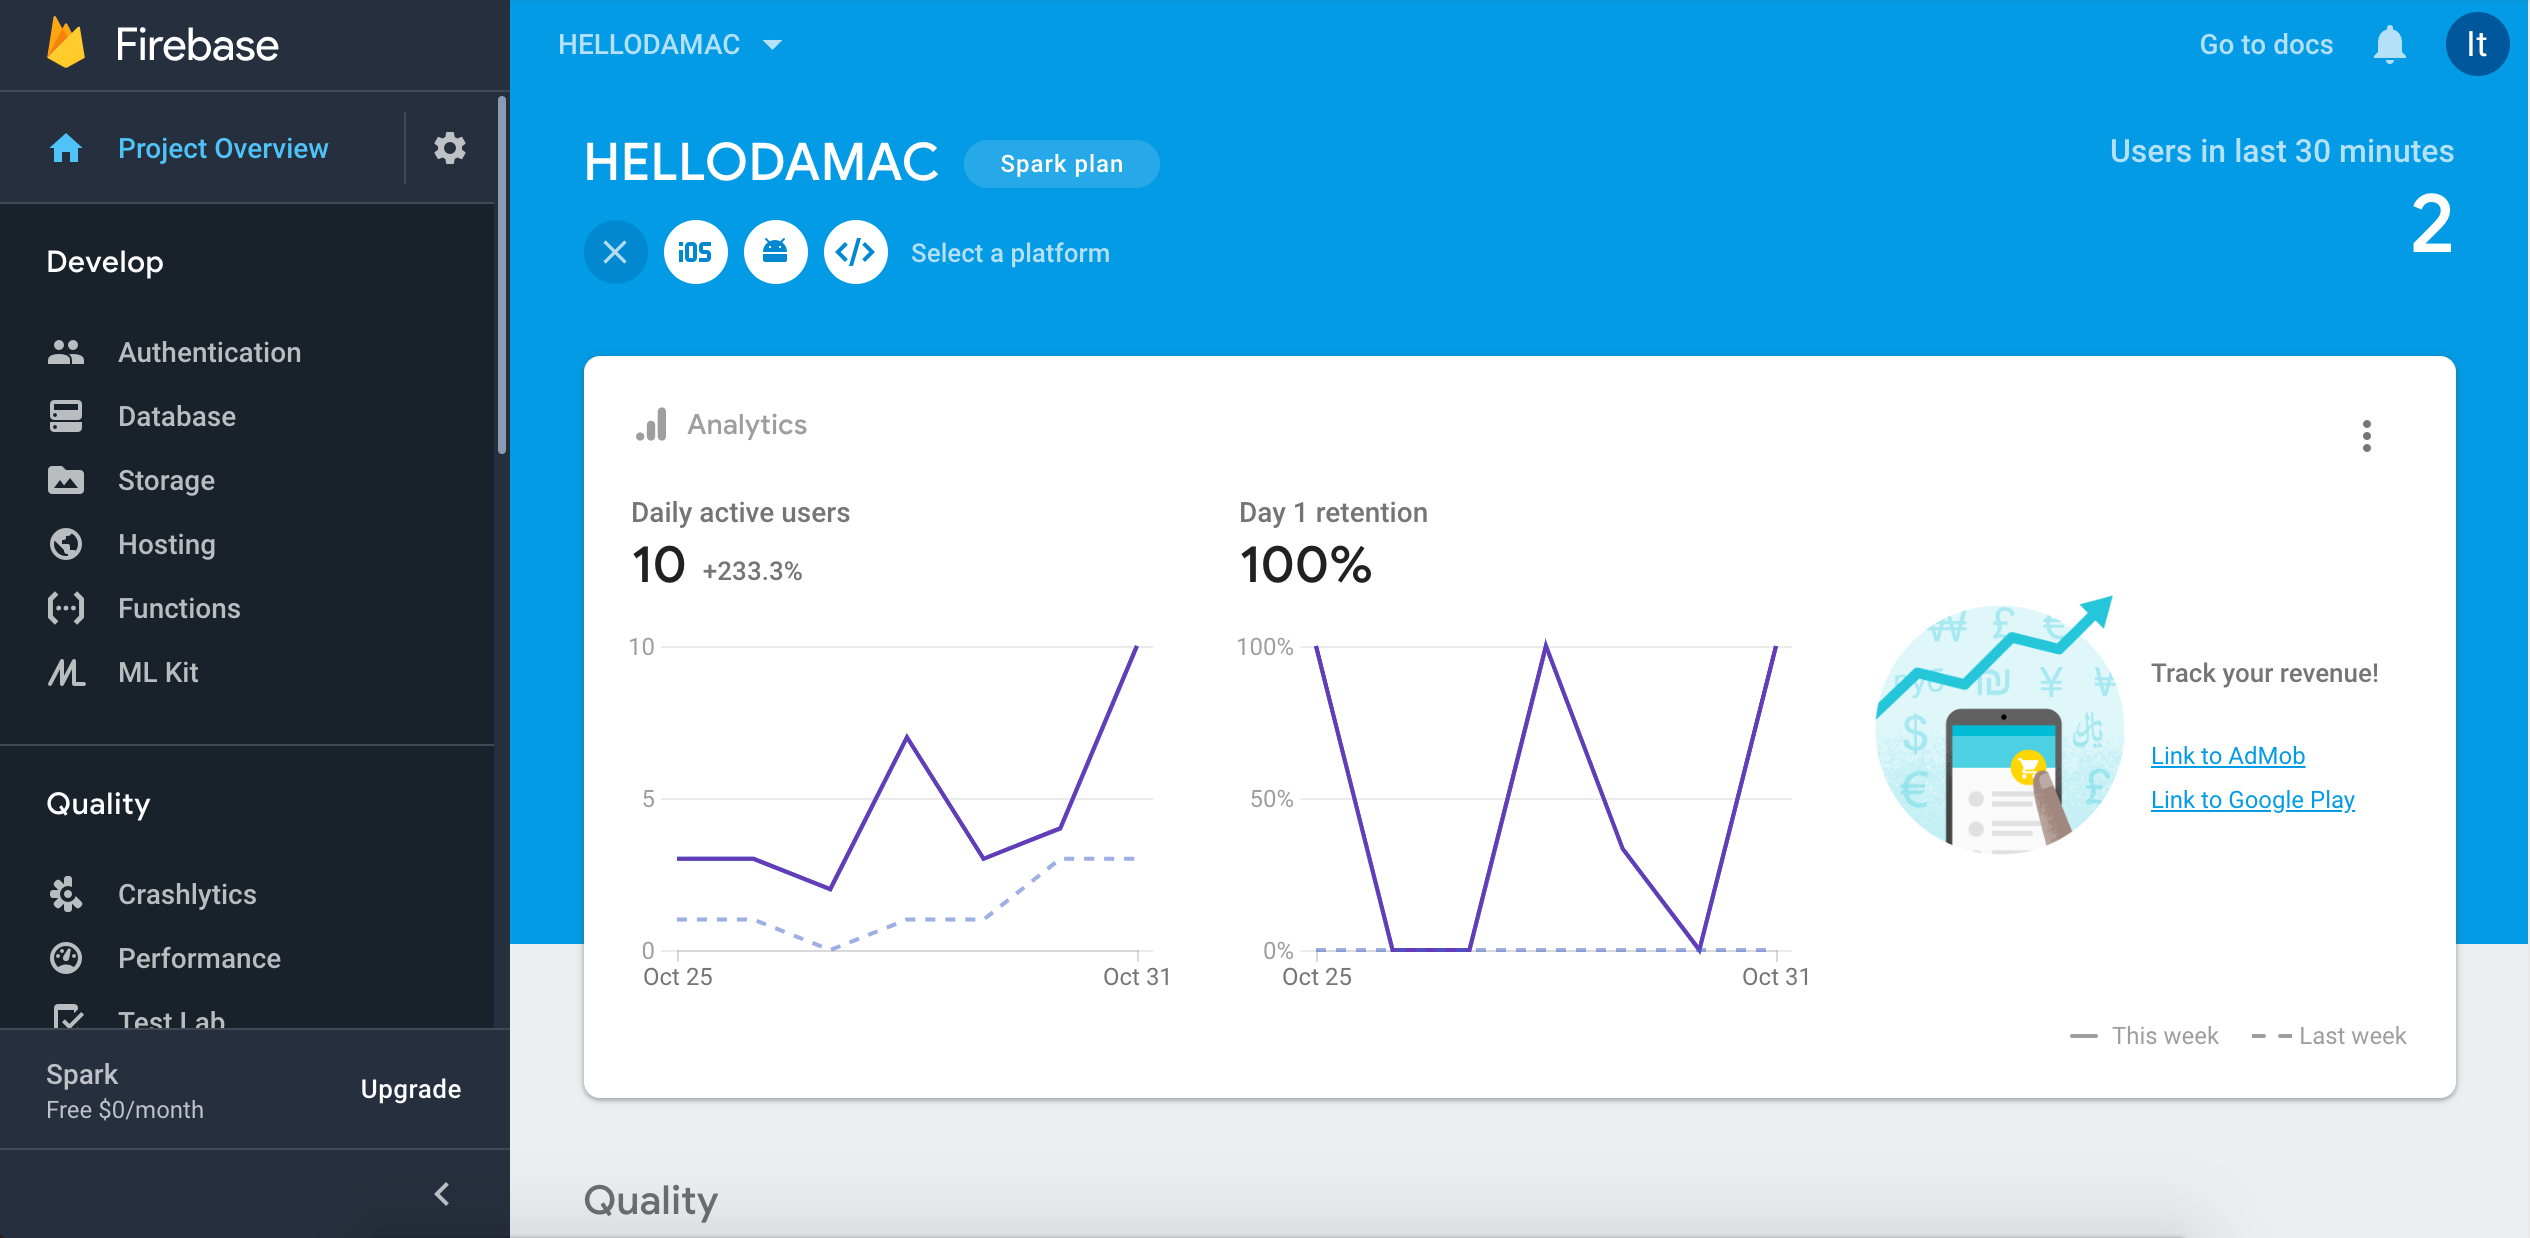 Firebase
Project Overview
Develop
Authentication
Database
Storage
Hosting
Functions
ML Kit
Quality
Crashlytics
Performance
Test Lab
Spark
Free $0/month
Upgrade
HELLODAMAC
Go to docs
It
HELLODAMAC
Spark plan
iOS
Select a platform
Users in last 30 minutes
2
Analytics
Daily active users
10 +233.3%
10
5
0
Oct 25
Oct 31
Day 1 retention
100%
100%
50%
0%
Oct 25
Oct 31
Track your revenue!
Link to AdMob
Link to Google Play
This week
Last week
Quality